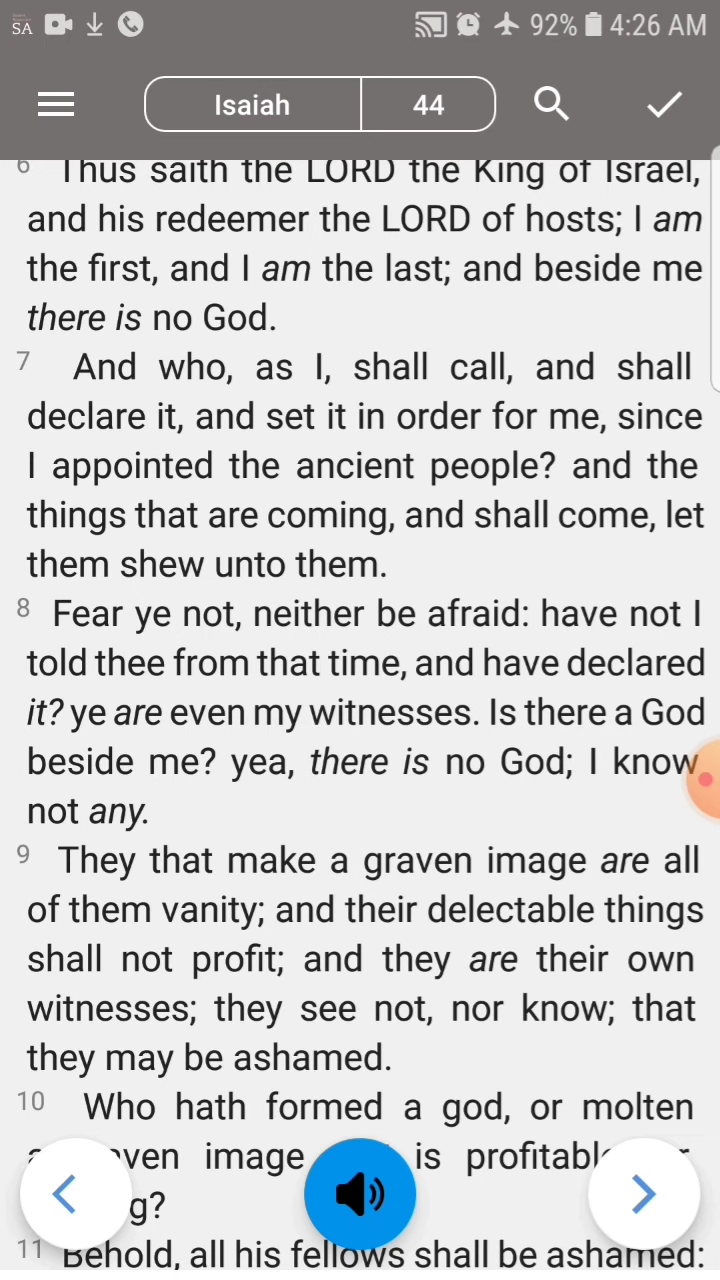 SA 92% 4:26 AM
Isaiah 44
6 Thus saith the LORD the King of Israel,
and his redeemer the LORD of hosts; I am
the first, and I am the last; and beside me
there is no God.
7 And who, as I, shall call, and shall
declare it, and set it in order for me, since
I appointed the ancient people? and the
things that are coming, and shall come, let
them shew unto them.
8 Fear ye not, neither be afraid: have not I
told thee from that time, and have declared
it? ye are even my witnesses. Is there a God
beside me? yea, there is no God; I know
not any.
9 They that make a graven image are all
of them vanity; and their delectable things
shall not profit; and they are their own
witnesses; they see not, nor know; that
they may be ashamed.
10 Who hath formed a god, or molten
image is
11 Behold, all his fellows shall be ashamed: